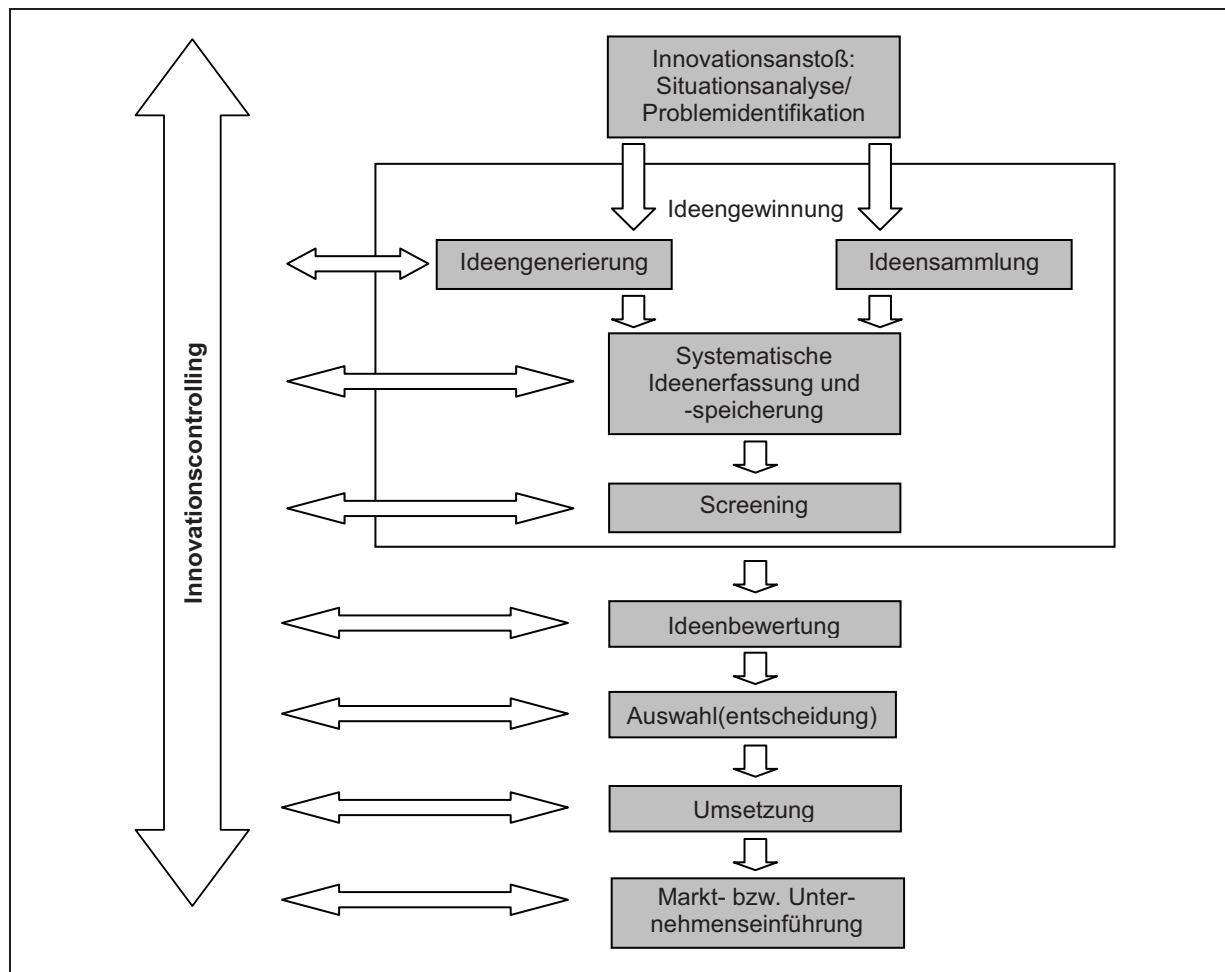 Innovationsanstoß:
Situationsanalyse/
Problemidentifikation
Ideengewinnung
Ideengenerierung
Ideensammlung
Systematische
Ideenerfassung und
-speicherung
Screening
Innovationscontrolling
Ideenbewertung
Auswahl(entscheidung)
Umsetzung
Markt- bzw. Unter-
nehmenseinführung